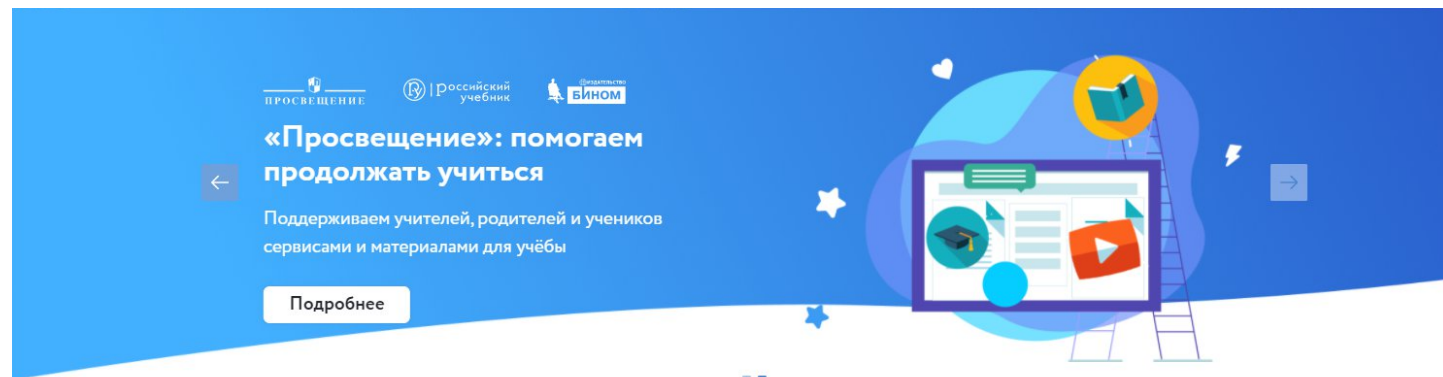 ПРОСВЕЩЕНИЕ
российский
учебник
издательство
БИНОМ
«Просвещение»: помогаем
продолжать учиться
Поддерживаем учителей, родителей и учеников
сервисами и материалами для учёбы
Подробнее